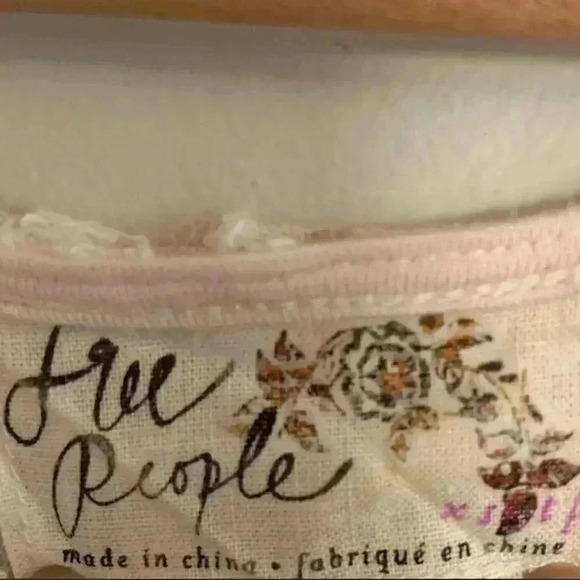 free
People
made in china • fabriqué en chine